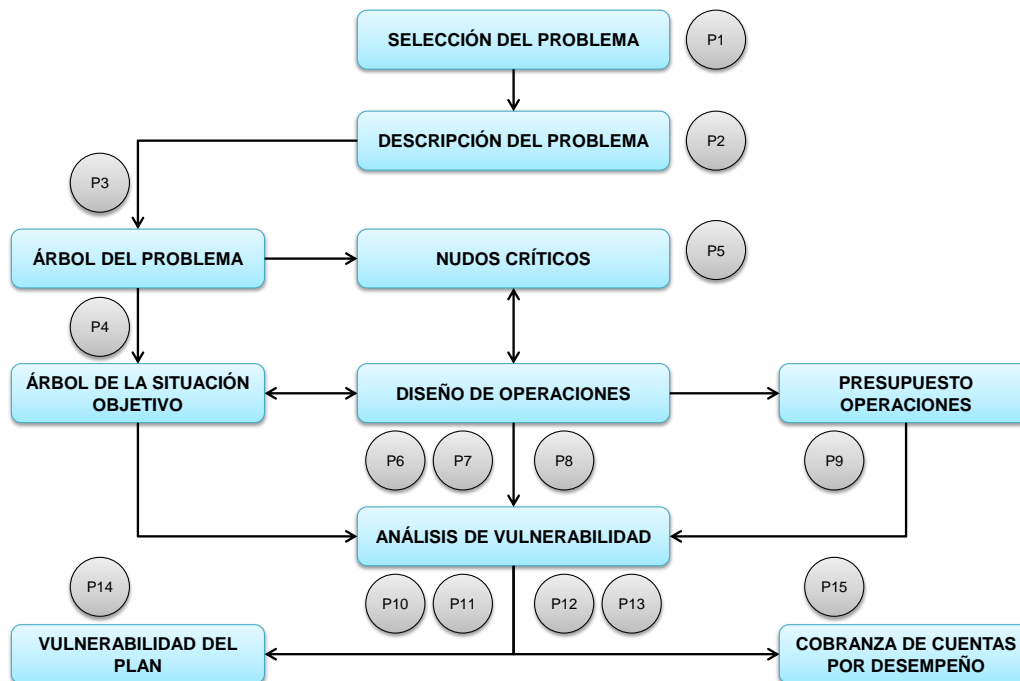 SELECCIÓN DEL PROBLEMA
P1
DESCRIPCIÓN DEL PROBLEMA
P2
P3
ÁRBOL DEL PROBLEMA
NUDOS CRÍTICOS
P5
P4
ÁRBOL DE LA SITUACIÓN
OBJETIVO
DISEÑO DE OPERACIONES
PRESUPUESTO
OPERACIONES
P6
P7
P8
P9
ANÁLISIS DE VULNERABILIDAD
P14
P10
P11
P12
P13
P15
VULNERABILIDAD DEL
PLAN
COBRANZA DE CUENTAS
POR DESEMPEÑO